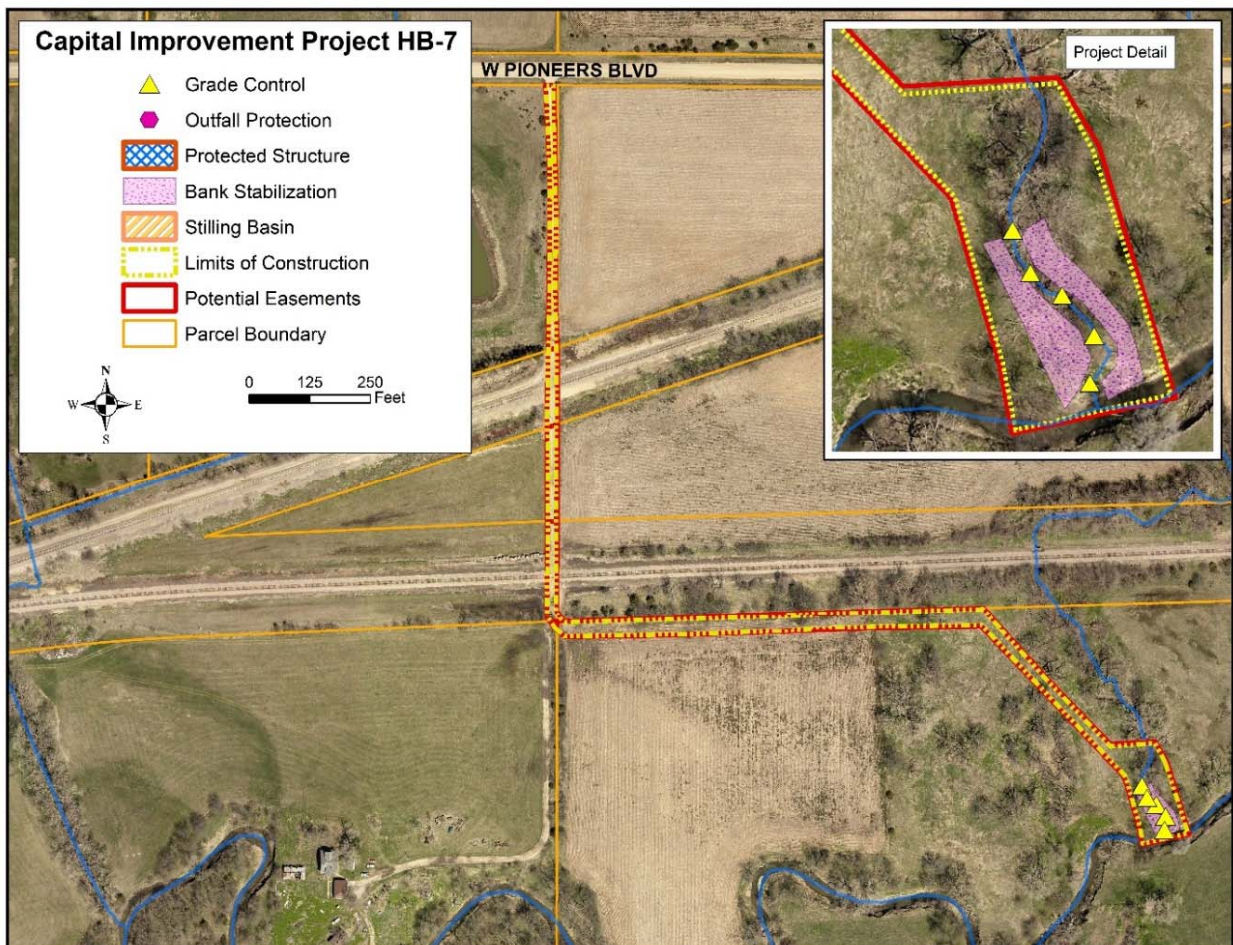 Capital Improvement Project HB-7
Grade Control
Outfall Protection
Protected Structure
Bank Stabilization
Stilling Basin
Limits of Construction
Potential Easements
Parcel Boundary
N
W E
S
0 125 250
Feet
W PIONEERS BLVD
Project Detail